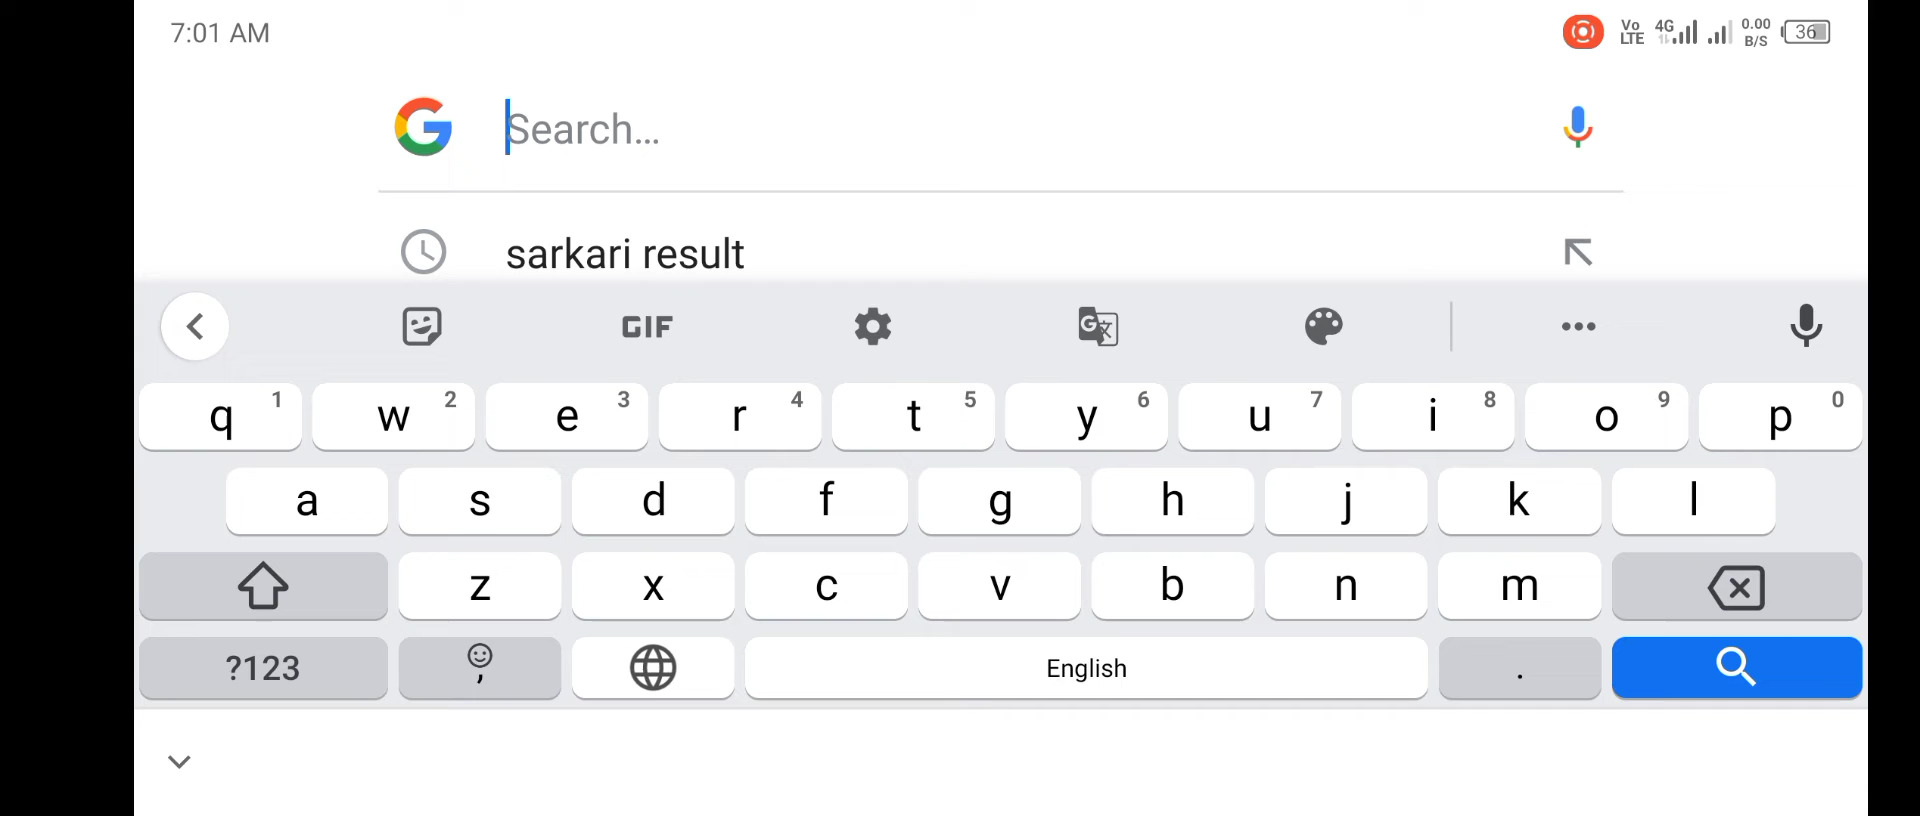 7:01 AM Vo LTE 4G 0.00 B/S 36
Search...
sarkari result
GIF
q 1 w 2 e 3 r 4 t 5 y 6 u 7 i 8 o 9 p 0
a s d f g h j k l
z x c v b n m
?123 , English .